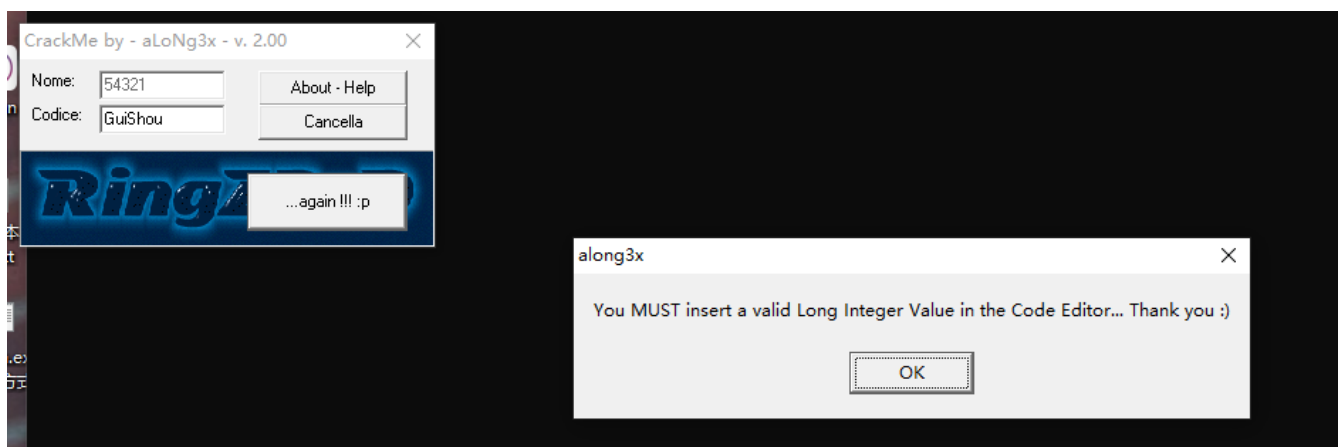 CrackMe by - aLoNg3x - v. 2.00
Nome: 54321 About - Help
Codice: GuiShou Cancella
...again !!! :p
along3x
You MUST insert a valid Long Integer Value in the Code Editor... Thank you :)
OK